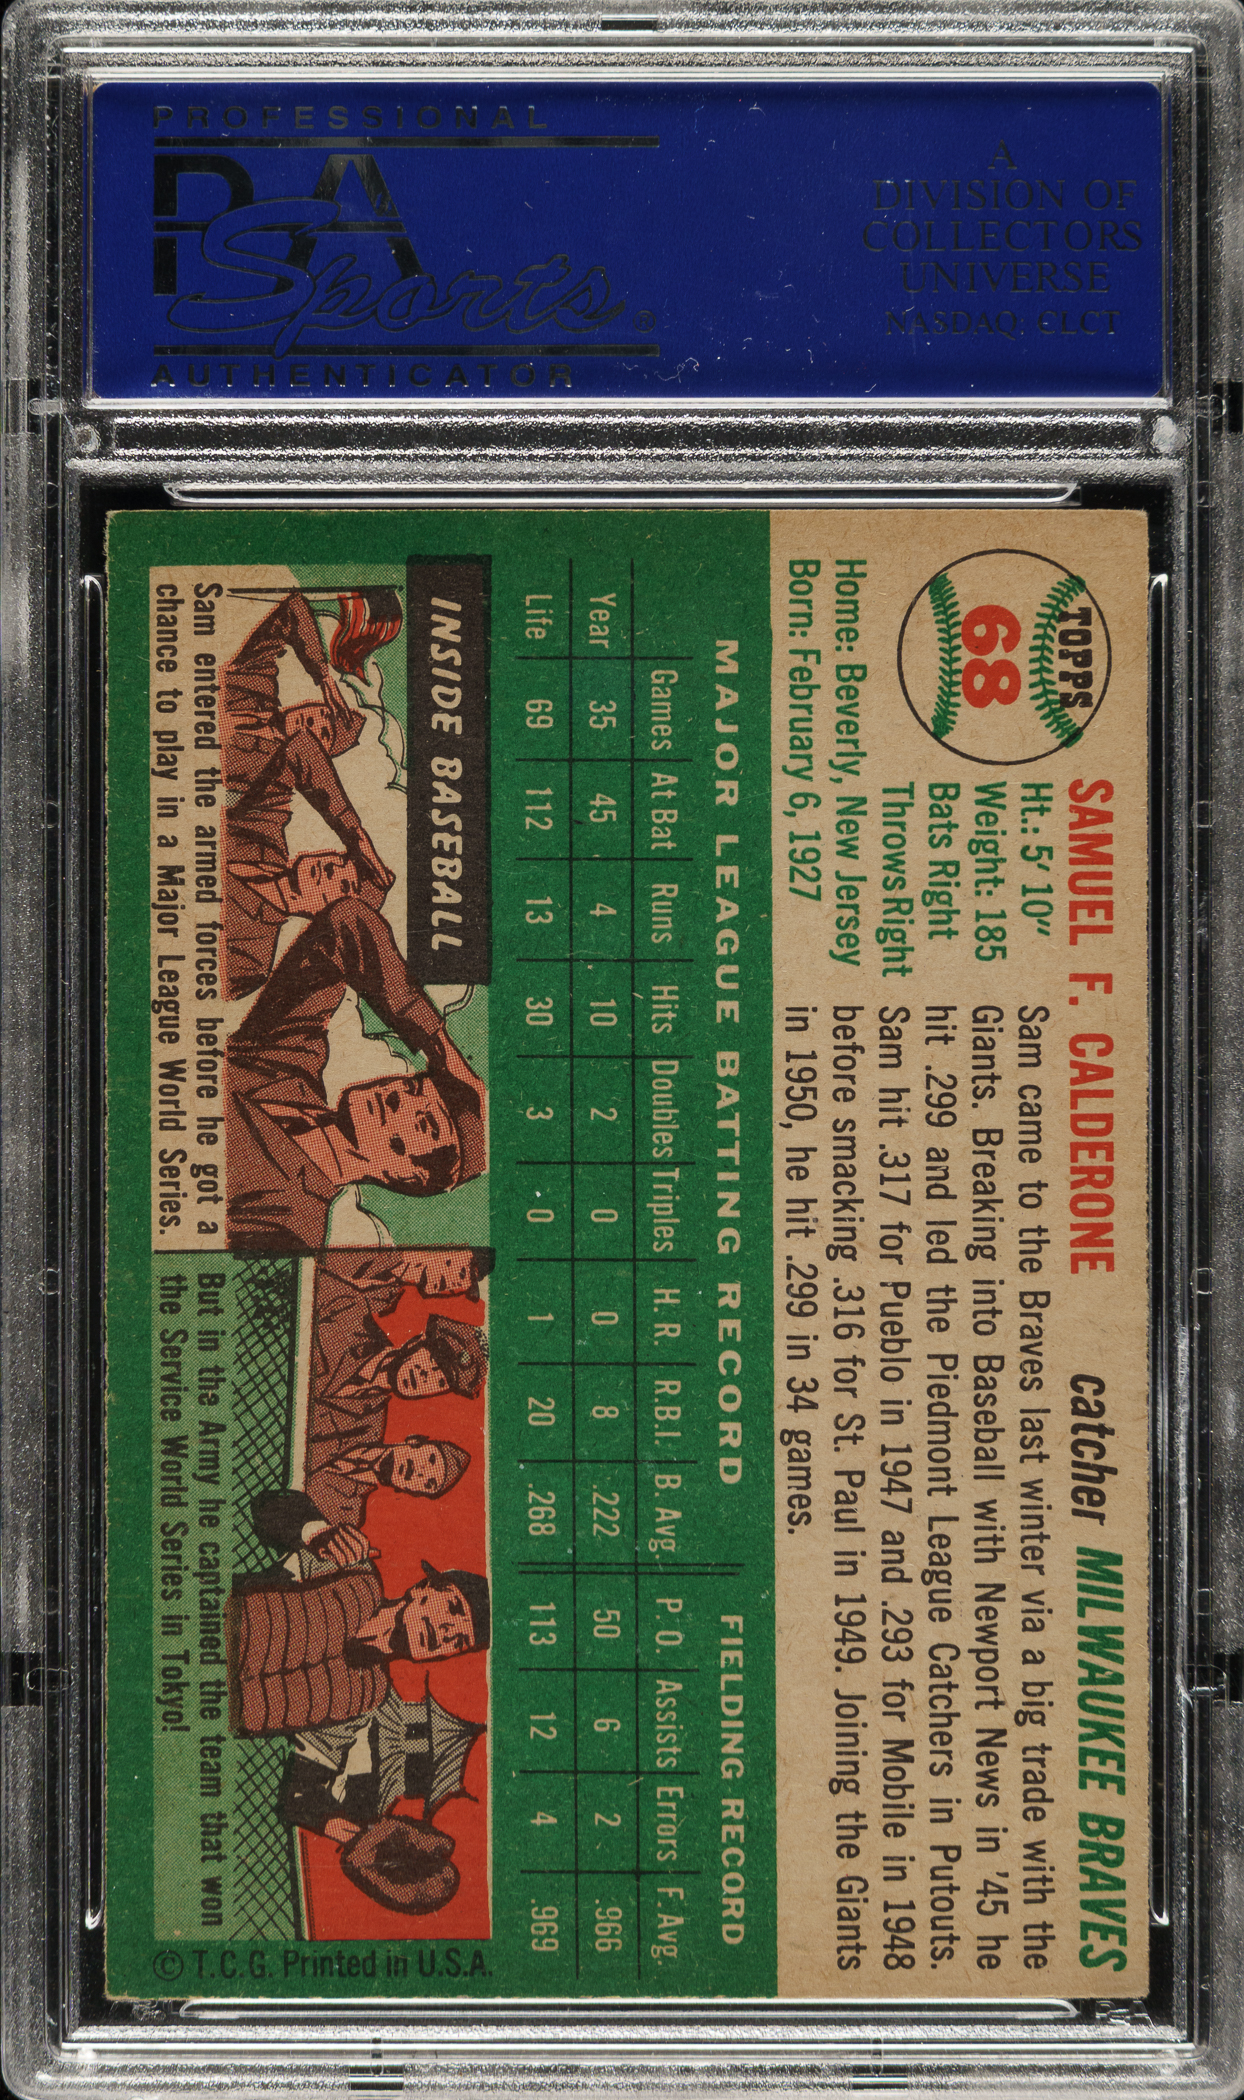 PROFESSIONAL
PSA
Sports®
AUTHENTICATOR
A
DIVISION OF
COLLECTORS
UNIVERSE
NASDAQ: CLCT
TOPPS
68
SAMUEL F. CALDERONE catcher MILWAUKEE BRAVES
Ht.: 5' 10"
Weight: 185
Bats Right
Throws Right
Home: Beverly, New Jersey
Born: February 6, 1927
Sam came to the Braves last winter via a big trade with the
Giants. Breaking into Baseball with Newport News in '45 he
hit .299 and led the Piedmont League Catchers in Putouts.
Sam hit .317 for Pueblo in 1947 and .293 for Mobile in 1948
before smacking .316 for St. Paul in 1949. Joining the Giants
in 1950, he hit .299 in 34 games.
MAJOR LEAGUE BATTING RECORD FIELDING RECORD
Games At Bat Runs Hits Doubles Triples H. R. R.B.I. B. Avg. P. O. Assists Errors F. Avg.
Year 35 45 4 10 2 0 0 8 .222 50 6 2 .966
Life 69 112 13 30 3 0 1 20 .268 113 12 4 .969
INSIDE BASEBALL
Sam entered the armed forces before he got a
chance to play in a Major League World Series.
But in the Army he captained the team that won
the Service World Series in Tokyo!
© T.C.G. Printed in U.S.A.